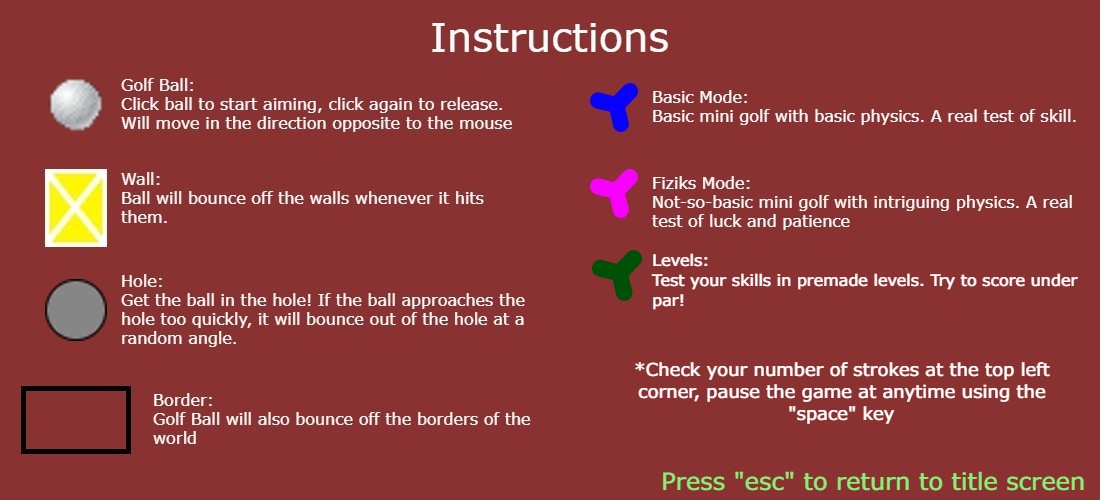 Instructions
Golf Ball:
Click ball to start aiming, click again to release.
Will move in the direction opposite to the mouse
Wall:
Ball will bounce off the walls whenever it hits
them.
Hole:
Get the ball in the hole! If the ball approaches the
hole too quickly, it will bounce out of the hole at a
random angle.
Border:
Golf Ball will also bounce off the borders of the
world
Basic Mode:
Basic mini golf with basic physics. A real test of skill.
Fiziks Mode:
Not-so-basic mini golf with intriguing physics. A real
test of luck and patience
Levels:
Test your skills in premade levels. Try to score under
par!
*Check your number of strokes at the top left
corner, pause the game at anytime using the
"space" key
Press "esc" to return to title screen